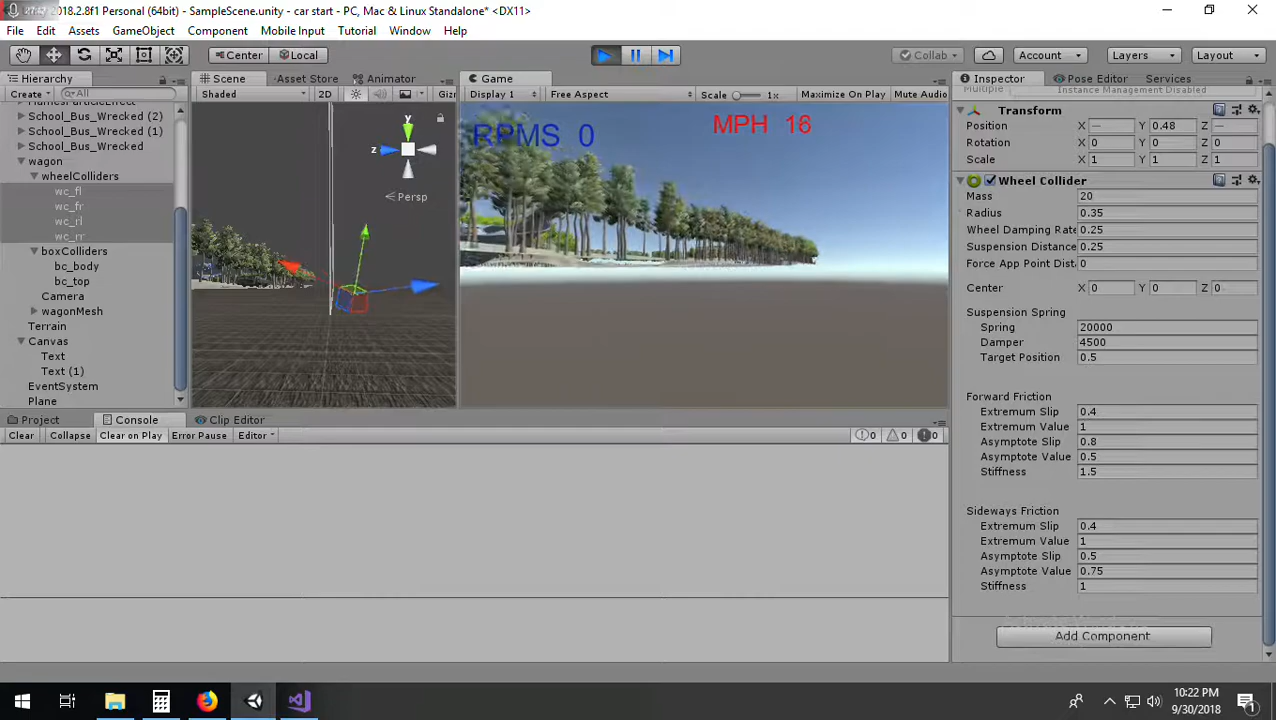 2018.2.8f1 Personal (64bit) - SampleScene.unity - car start - PC, Mac & Linux Standalone* <DX11>
File Edit Assets GameObject Component Mobile Input Tutorial Window Help
Center Local Collab Account Layers Layout
Hierarchy
Create All
School_Bus_Wrecked (2)
School_Bus_Wrecked (1)
School_Bus_Wrecked
wagon
wheelColliders
wc_fl
wc_fr
wc_rl
wc_rr
boxColliders
bc_body
bc_top
Camera
wagonMesh
Terrain
Canvas
Text
Text (1)
EventSystem
Plane
Scene Asset Store Animator
Shaded 2D Giz
y
z
Persp
Game
Display 1 Free Aspect Scale 1x Maximize On Play Mute Audio
RPMS 0
MPH 16
Inspector Pose Editor Services
Multiple Instance Management Disabled
Transform
Position X — Y 0.48 Z —
Rotation X 0 Y 0 Z 0
Scale X 1 Y 1 Z 1
Wheel Collider
Mass 20
Radius 0.35
Wheel Damping Rate 0.25
Suspension Distance 0.25
Force App Point Dist 0
Center X 0 Y 0 Z 0
Suspension Spring
Spring 20000
Damper 4500
Target Position 0.5
Forward Friction
Extremum Slip 0.4
Extremum Value 1
Asymptote Slip 0.8
Asymptote Value 0.5
Stiffness 1.5
Sideways Friction
Extremum Slip 0.4
Extremum Value 1
Asymptote Slip 0.5
Asymptote Value 0.75
Stiffness 1
Add Component
Project Console Clip Editor
Clear Collapse Clear on Play Error Pause Editor 0 0 0
10:22 PM
9/30/2018
1